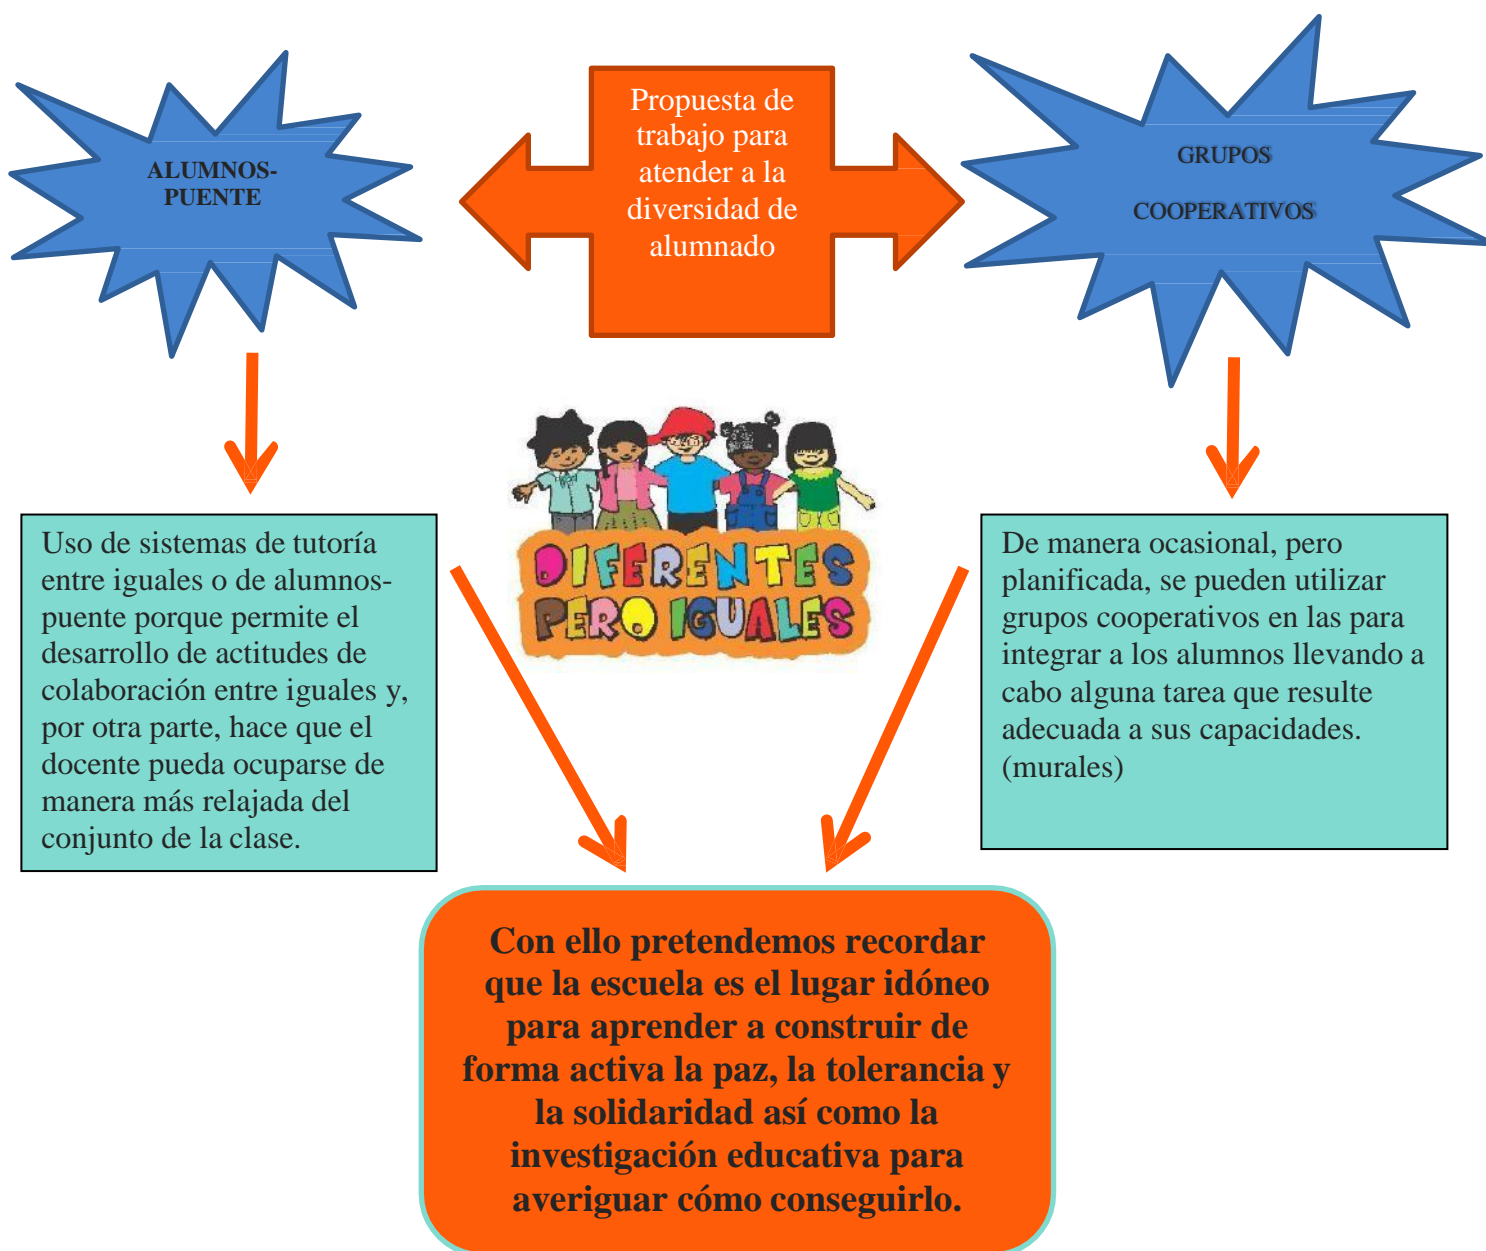 ALUMNOS-
PUENTE
Propuesta de
trabajo para
atender a la
diversidad de
alumnado
GRUPOS
COOPERATIVOS
DIFERENTES
PERO IGUALES
Uso de sistemas de tutoría
entre iguales o de alumnos-
puente porque permite el
desarrollo de actitudes de
colaboración entre iguales y,
por otra parte, hace que el
docente pueda ocuparse de
manera más relajada del
conjunto de la clase.
De manera ocasional, pero
planificada, se pueden utilizar
grupos cooperativos en las para
integrar a los alumnos llevando a
cabo alguna tarea que resulte
adecuada a sus capacidades.
(murales)
Con ello pretendemos recordar
que la escuela es el lugar idóneo
para aprender a construir de
forma activa la paz, la tolerancia y
la solidaridad así como la
investigación educativa para
averiguar cómo conseguirlo.